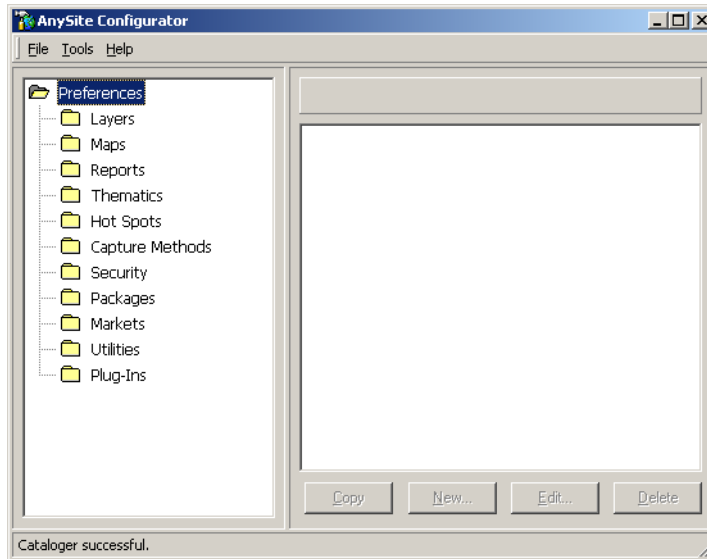 AnySite Configurator
File Tools Help
Preferences
Layers
Maps
Reports
Thematics
Hot Spots
Capture Methods
Security
Packages
Markets
Utilities
Plug-Ins
Copy New... Edit... Delete
Cataloger successful.